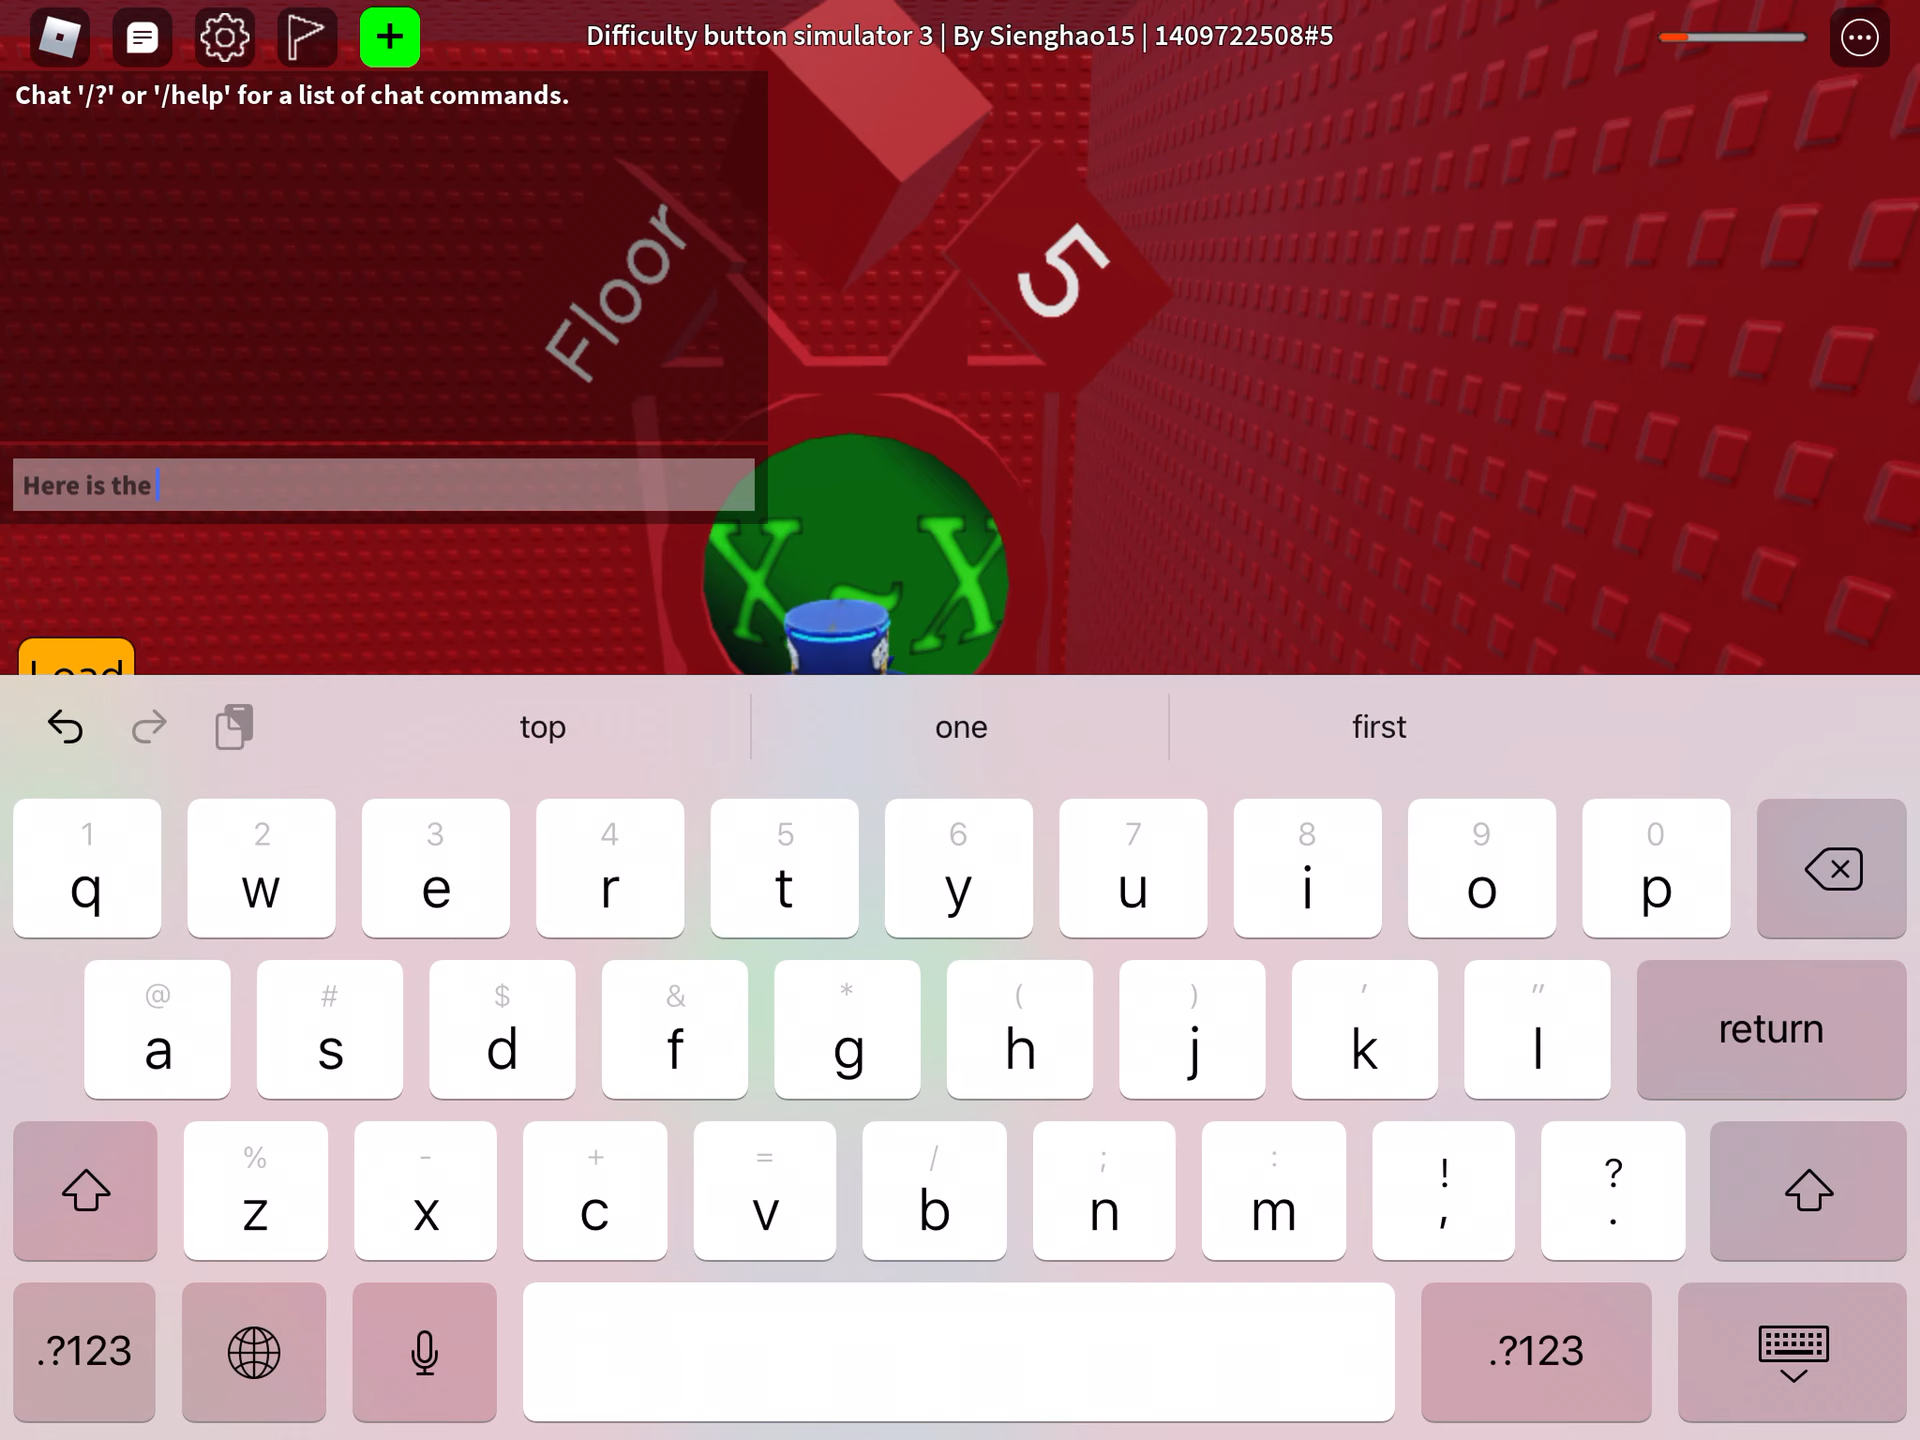 Difficulty button simulator 3 | By Sienghao15 | 1409722508#5
Chat '/?' or '/help' for a list of chat commands.
Floor
5
Here is the
X ~ X
Load
top one first
1 2 3 4 5 6 7 8 9 0
q w e r t y u i o p
@ # $ & * ( ) ' "
a s d f g h j k l return
% - + = / ; : ! ?
z x c v b n m , .
.?123 .?123